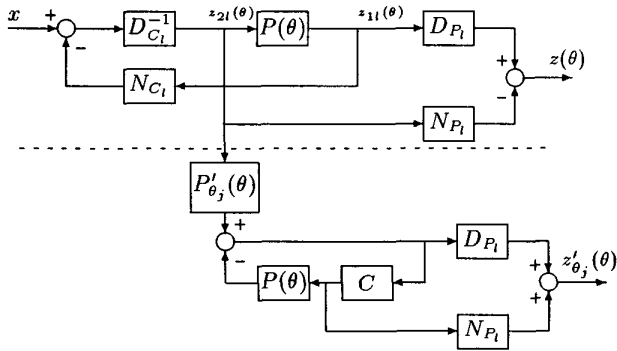 x + D_{C_l}^{-1} z_{2l}(θ) P(θ) z_{1l}(θ) D_{P_l}
− N_{C_l} + z(θ)
−
N_{P_l}
P'_{θ_j}(θ)
+
D_{P_l}
− P(θ) C + z'_{θ_j}(θ)
+
N_{P_l}